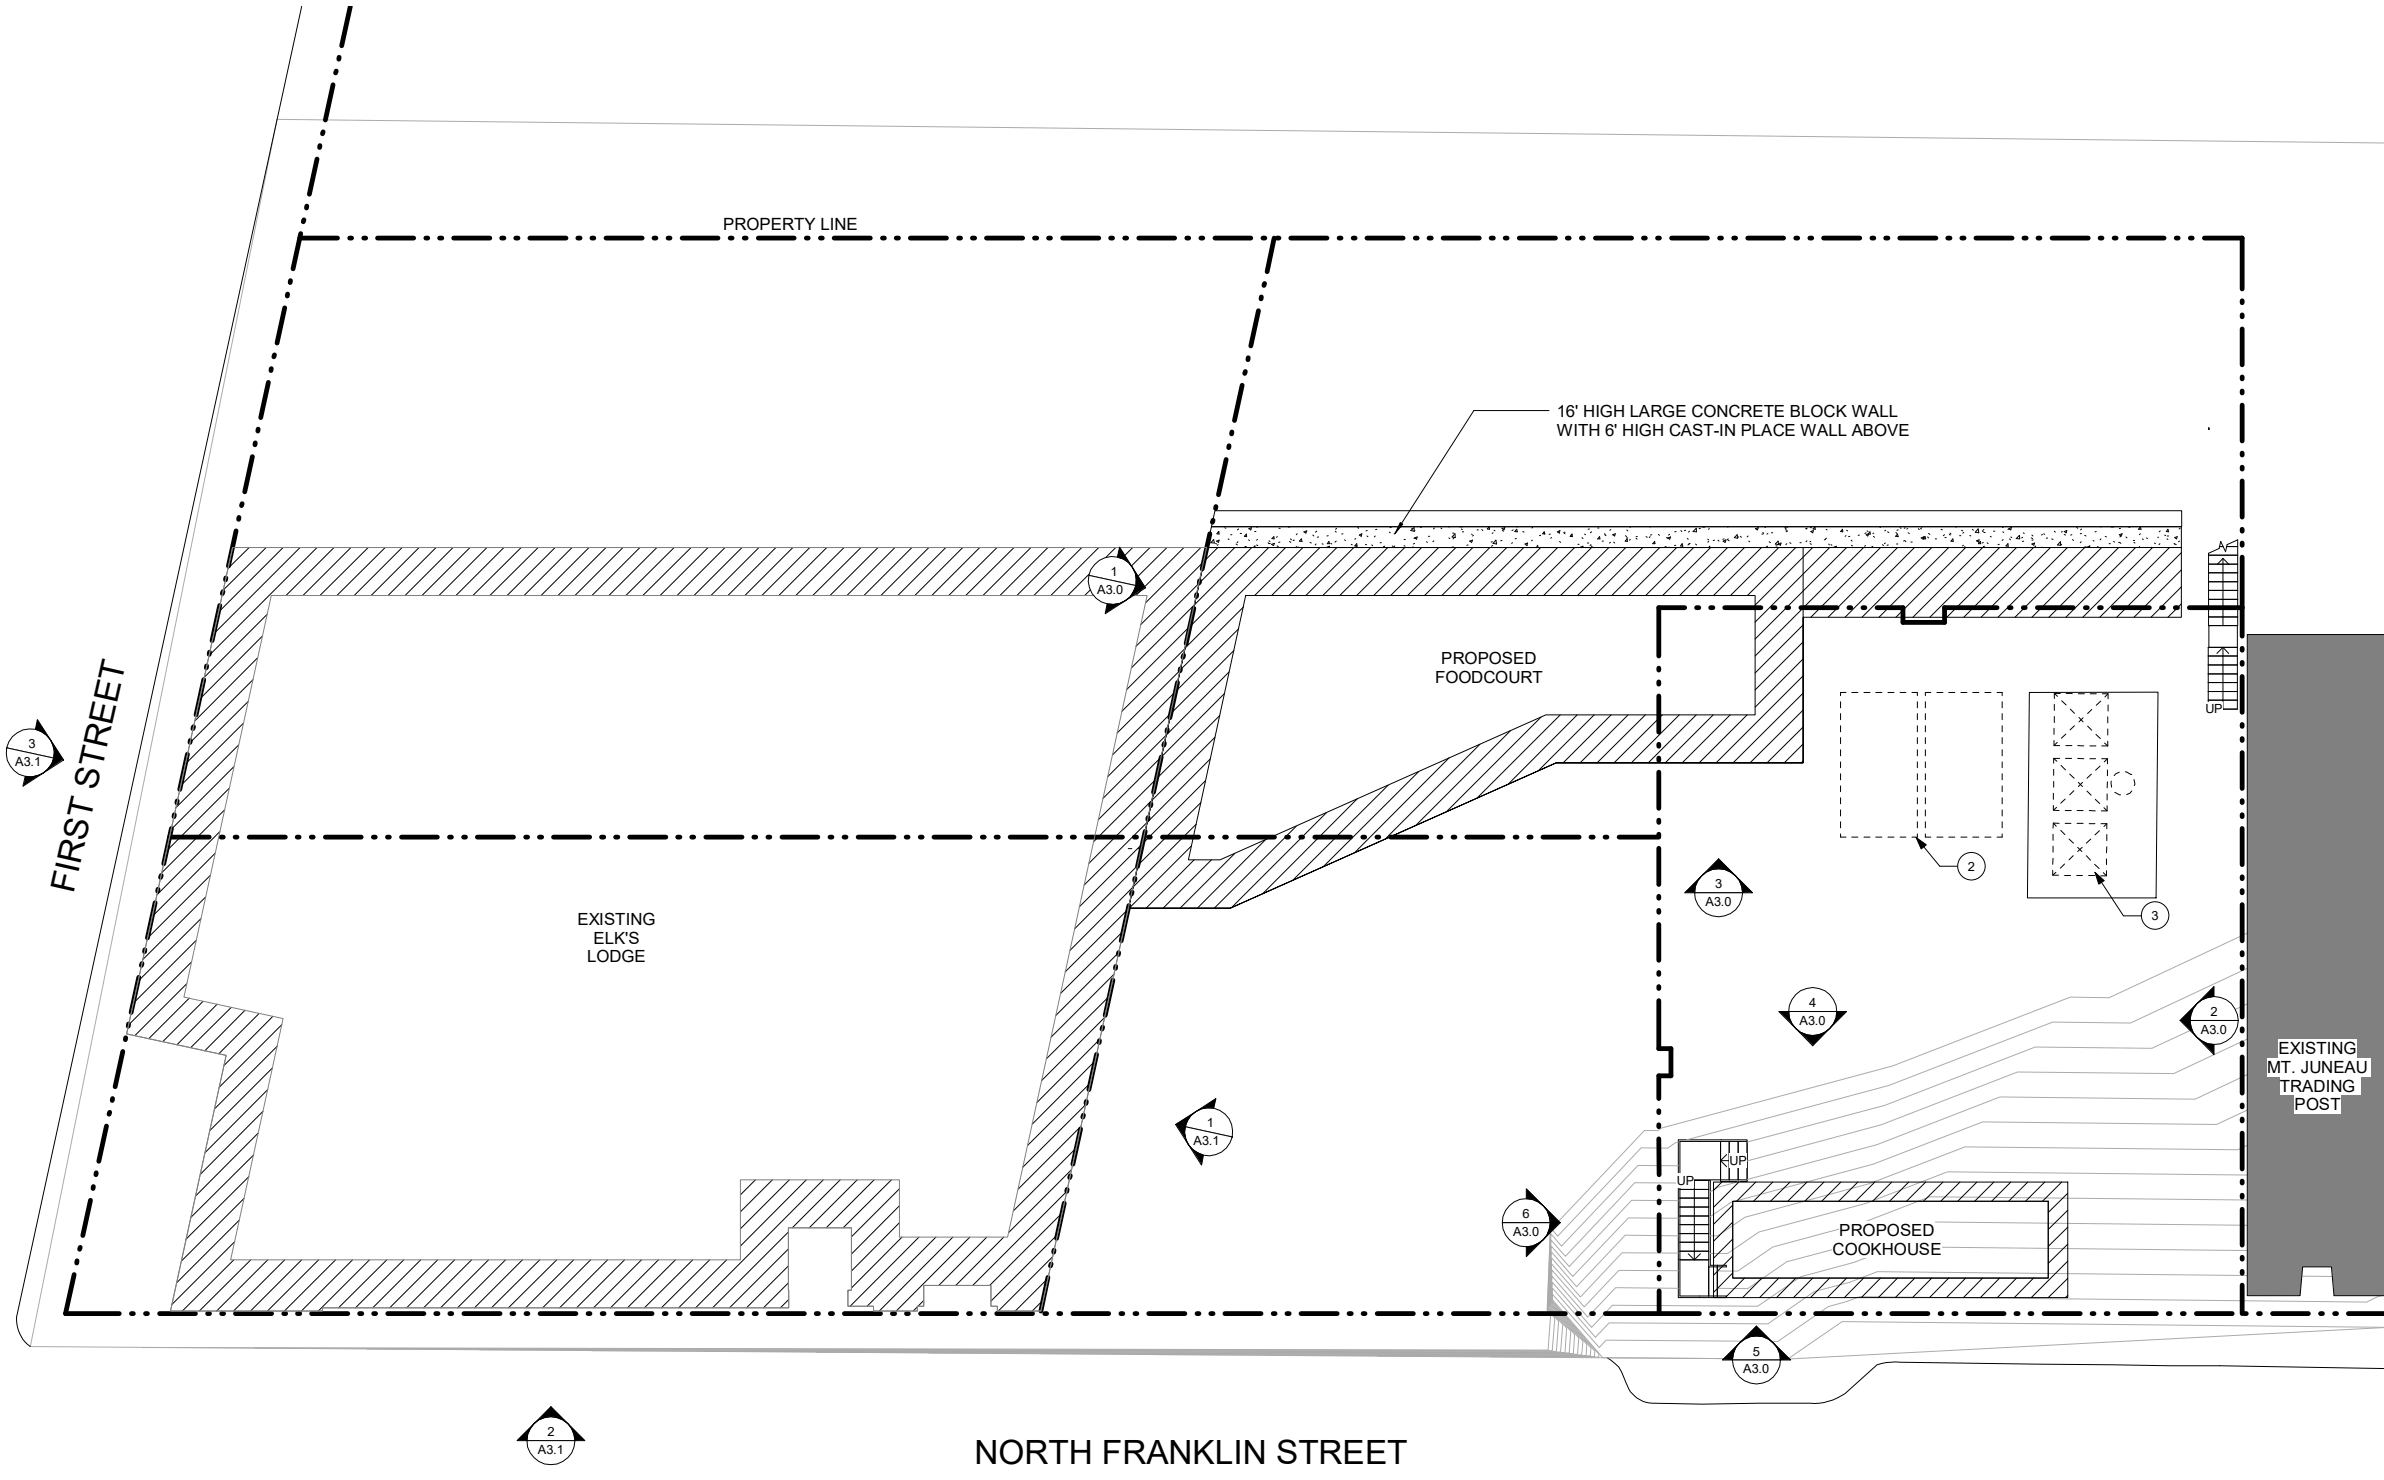 PROPERTY LINE
16' HIGH LARGE CONCRETE BLOCK WALL
WITH 6' HIGH CAST-IN PLACE WALL ABOVE
1
A3.0
PROPOSED
FOODCOURT
UP
3
A3.1
FIRST STREET
2
3
3
A3.0
EXISTING
ELK'S
LODGE
4
A3.0
2
A3.0
EXISTING
MT. JUNEAU
TRADING
POST
1
A3.1
UP
UP
6
A3.0
PROPOSED
COOKHOUSE
5
A3.0
2
A3.1
NORTH FRANKLIN STREET